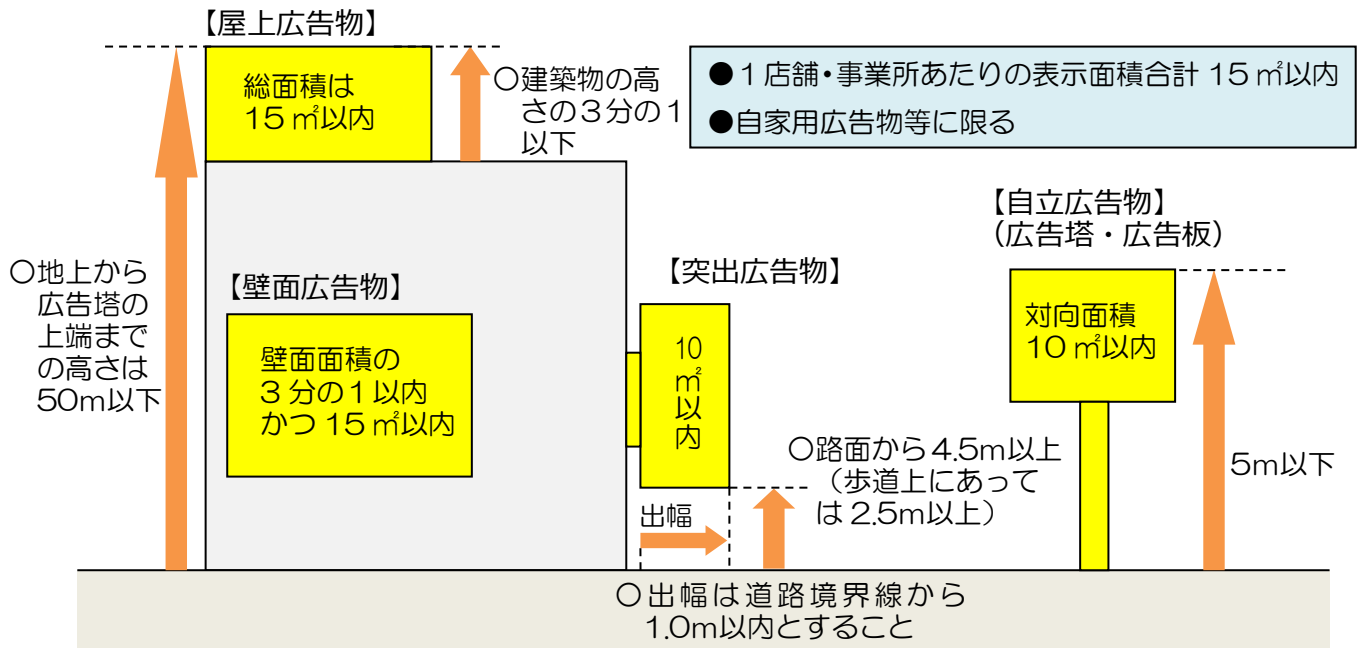 【屋上広告物】
総面積は
15㎡以内
〇建築物の高
さの3分の1
以下
●1店舗・事業所あたりの表示面積合計 15㎡以内
●自家用広告物等に限る
〇地上から
広告塔の
上端まで
の高さは
50m以下
【壁面広告物】
壁面面積の
3分の1以内
かつ15㎡以内
【突出広告物】
10㎡以内
出幅
〇路面から4.5m以上
（歩道上にあって
は2.5m以上）
【自立広告物】
（広告塔・広告板）
対向面積
10㎡以内
5m以下
〇出幅は道路境界線から
1.0m以内とすること